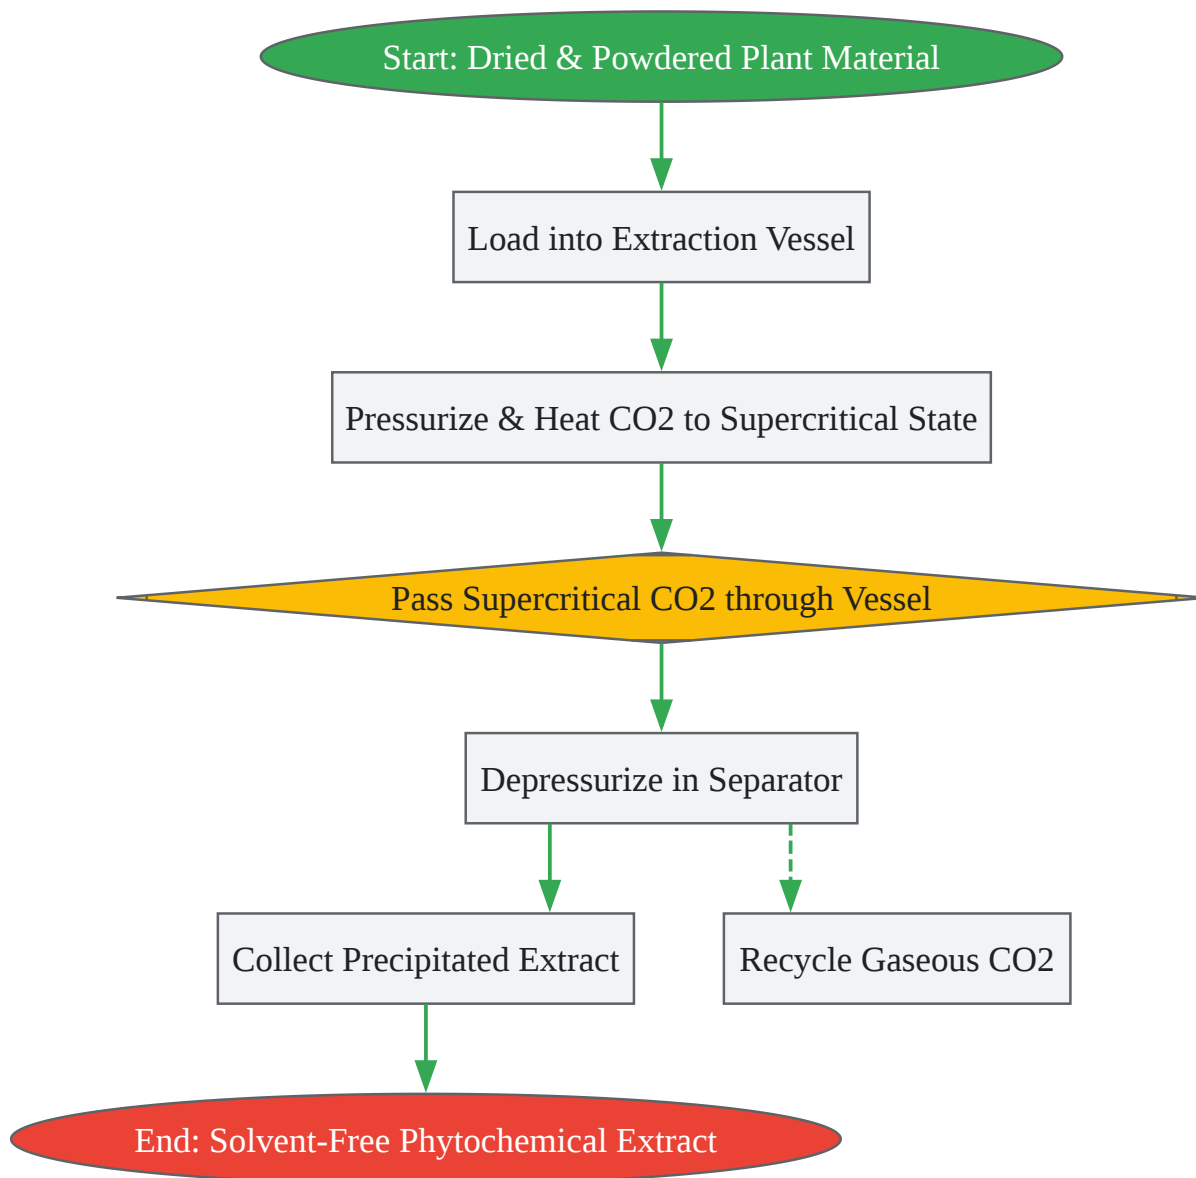 Start: Dried & Powdered Plant Material
Load into Extraction Vessel
Pressurize & Heat CO2 to Supercritical State
Pass Supercritical CO2 through Vessel
Depressurize in Separator
Collect Precipitated Extract
Recycle Gaseous CO2
End: Solvent-Free Phytochemical Extract